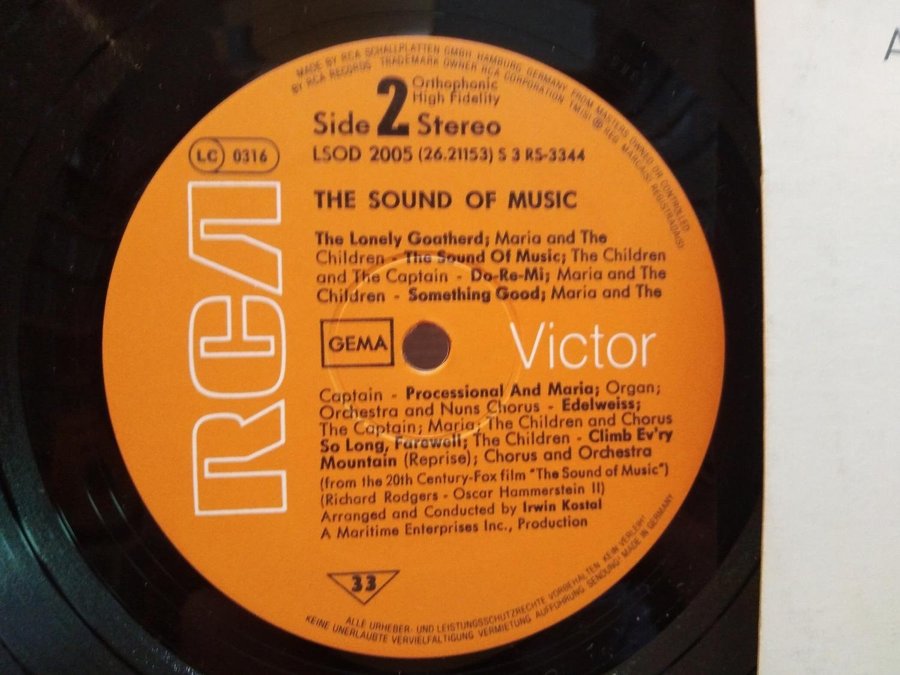 MADE BY RCA SCHALLPLATTEN GMBH, HAMBURG, GERMANY, FROM MASTERS OWNED OR CONTROLLED
BY RCA RECORDS TRADEMARK OWNER RCA CORPORATION
Orthophonic
High Fidelity
Side 2 Stereo
LC 0316
LSOD 2005 (26.21153) S 3 RS-3344
RCA
THE SOUND OF MUSIC
The Lonely Goatherd; Maria and The
Children - The Sound Of Music; The Children
and The Captain - Do-Re-Mi; Maria and The
Children - Something Good; Maria and The
GEMA
Victor
Captain - Processional And Maria; Organ;
Orchestra and Nuns Chorus - Edelweiss;
The Captain; Maria; The Children and Chorus
So Long, Farewell; The Children - Climb Ev'ry
Mountain (Reprise); Chorus and Orchestra
(from the 20th Century-Fox film "The Sound of Music")
(Richard Rodgers - Oscar Hammerstein II)
Arranged and Conducted by Irwin Kostal
A Maritime Enterprises Inc., Production
33
ALLE URHEBER- UND LEISTUNGSSCHUTZRECHTE VORBEHALTEN KEIN VERLEIH!
KEINE UNERLAUBTE VERVIELFÄLTIGUNG VERMIETUNG AUFFÜHRUNG SENDUNG! MADE IN GERMANY
A